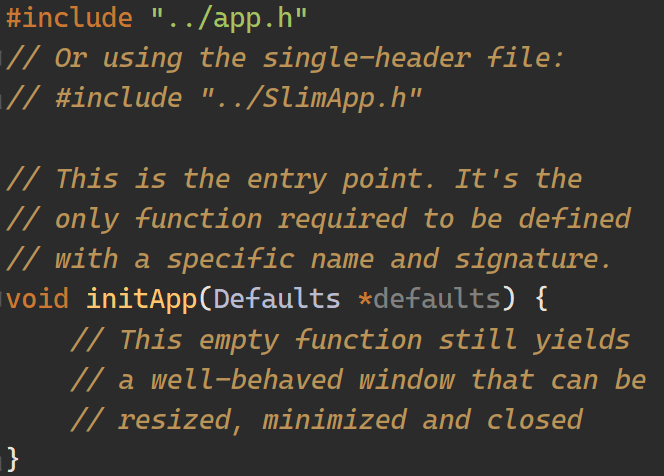 #include "../app.h"
// Or using the single-header file:
// #include "../SlimApp.h"

// This is the entry point. It's the
// only function required to be defined
// with a specific name and signature.
void initApp(Defaults *defaults) {
    // This empty function still yields
    // a well-behaved window that can be
    // resized, minimized and closed
}